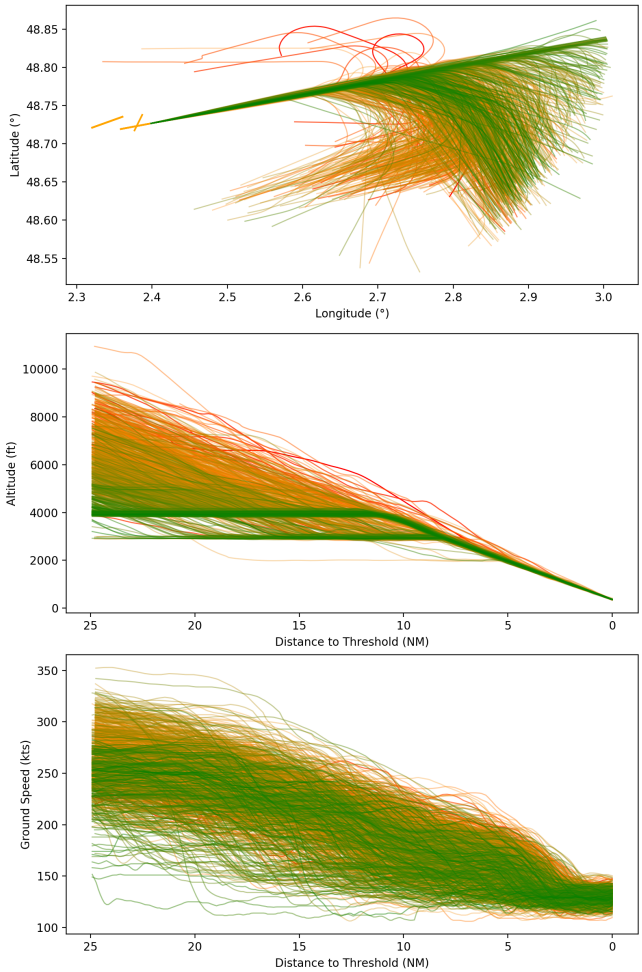 48.85
48.80
48.75
48.70
48.65
48.60
48.55
Latitude (°)
2.3 2.4 2.5 2.6 2.7 2.8 2.9 3.0
Longitude (°)
10000
8000
6000
4000
2000
0
Altitude (ft)
25 20 15 10 5 0
Distance to Threshold (NM)
350
300
250
200
150
100
Ground Speed (kts)
25 20 15 10 5 0
Distance to Threshold (NM)